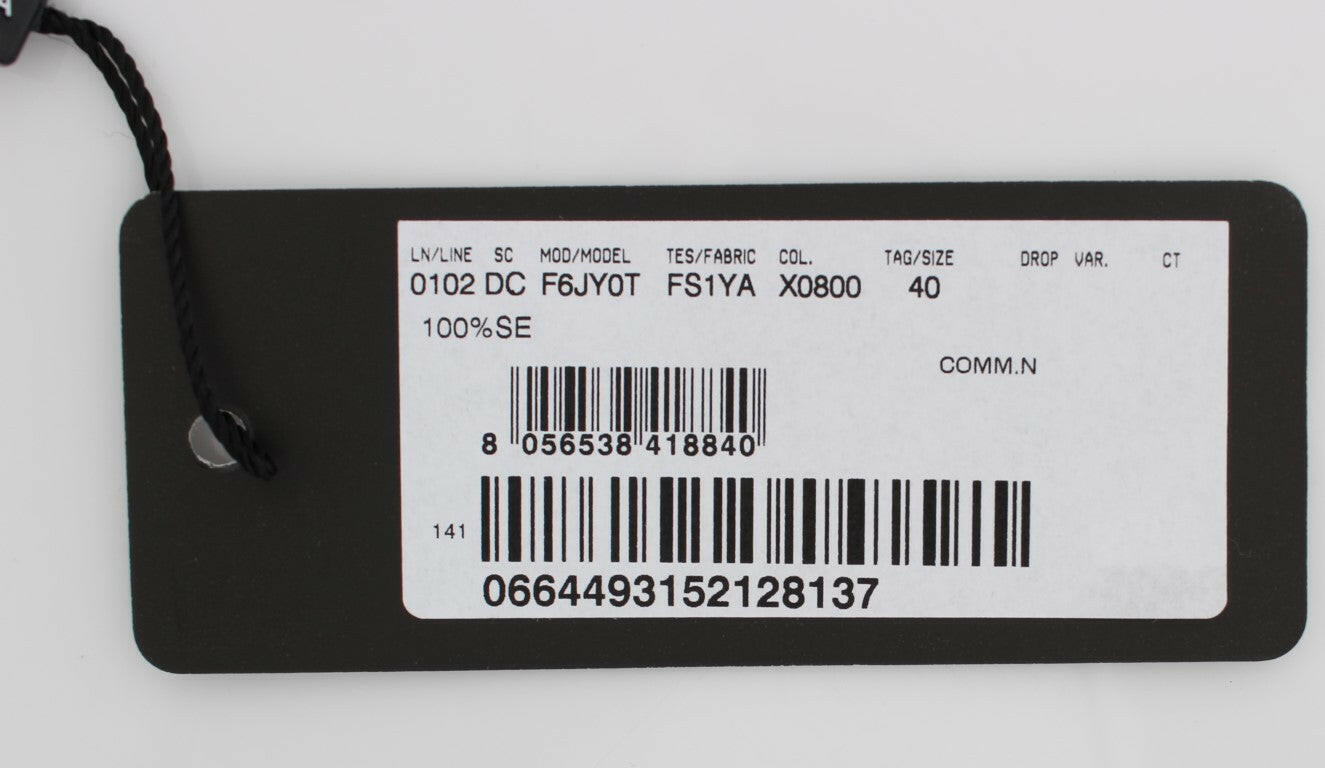 LN/LINE SC MOD/MODEL TES/FABRIC COL. TAG/SIZE DROP VAR. CT
0102 DC F6JY0T FS1YA X0800 40
100%SE
COMM.N
8 056538 418840
141
0664493152128137